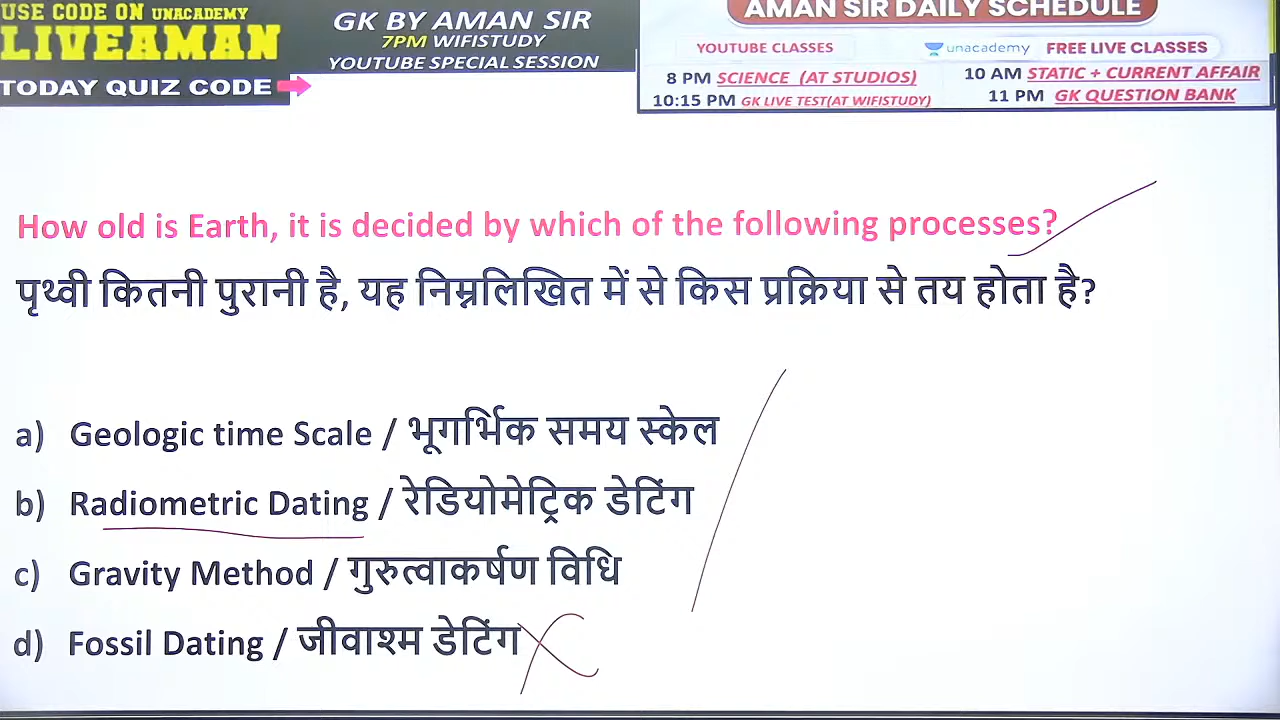 USE CODE ON UNACADEMY
LIVEAMAN
TODAY QUIZ CODE
GK BY AMAN SIR
7PM WIFISTUDY
YOUTUBE SPECIAL SESSION
AMAN SIR DAILY SCHEDULE
YOUTUBE CLASSES
unacademy FREE LIVE CLASSES
8 PM SCIENCE (AT STUDIOS)
10:15 PM GK LIVE TEST(AT WIFISTUDY)
10 AM STATIC + CURRENT AFFAIR
11 PM GK QUESTION BANK
How old is Earth, it is decided by which of the following processes?
पृथ्वी कितनी पुरानी है, यह निम्नलिखित में से किस प्रक्रिया से तय होता है?
a) Geologic time Scale / भूगर्भिक समय स्केल
b) Radiometric Dating / रेडियोमेट्रिक डेटिंग
c) Gravity Method / गुरुत्वाकर्षण विधि
d) Fossil Dating / जीवाश्म डेटिंग